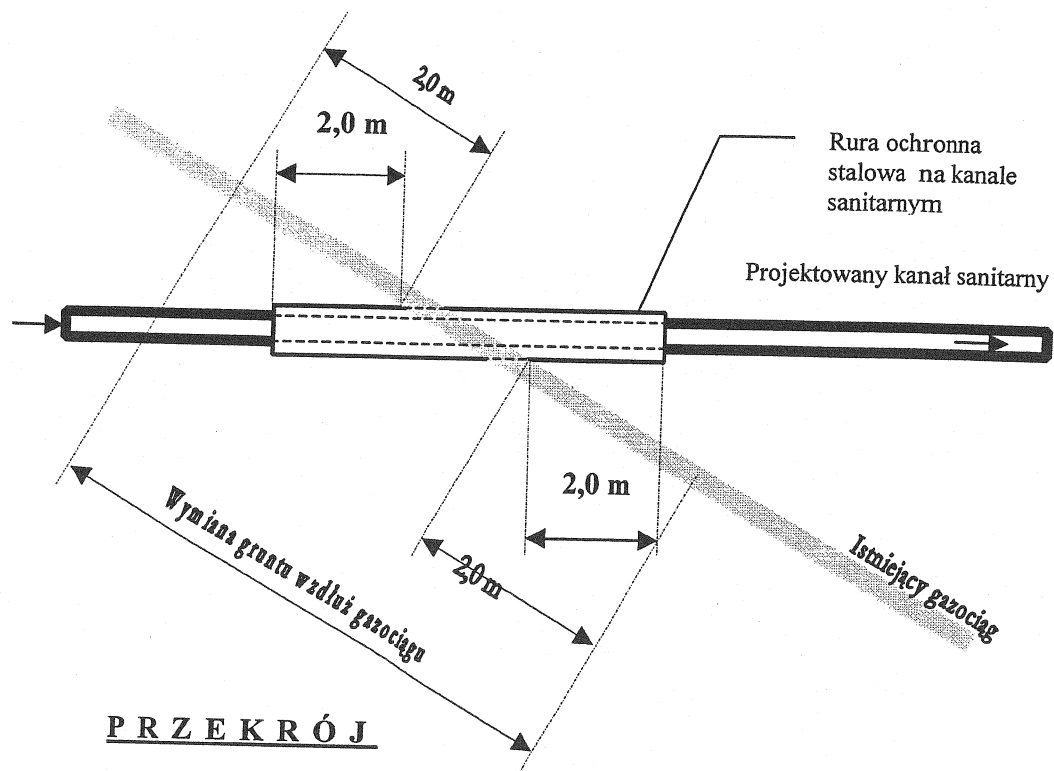 2,0 m
2,0 m
Rura ochronna
stalowa na kanale
sanitarnym
Projektowany kanał sanitarny
2,0 m
2,0 m
Istniejący gazociąg
Wymiana gruntu wzdłuż gazociągu
PRZEKRÓJ